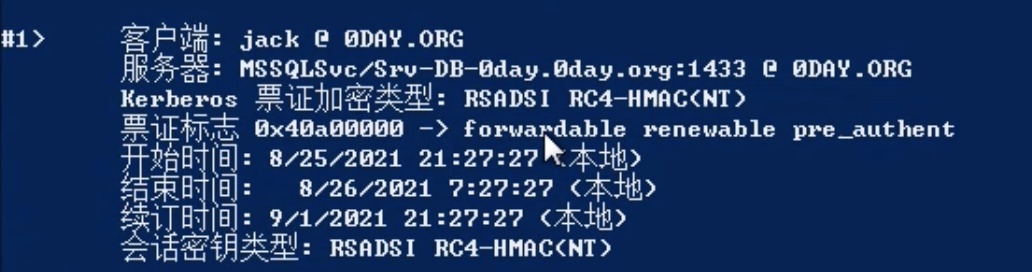 #1> 客户端: jack @ 0DAY.ORG
服务器: MSSQLSvc/Srv-DB-0day.0day.org:1433 @ 0DAY.ORG
Kerberos 票证加密类型: RSADSI RC4-HMAC(NT)
票证标志 0x40a00000 -> forwardable renewable pre_authent
开始时间: 8/25/2021 21:27:27 (本地)
结束时间: 8/26/2021 7:27:27 (本地)
续订时间: 9/1/2021 21:27:27 (本地)
会话密钥类型: RSADSI RC4-HMAC(NT)